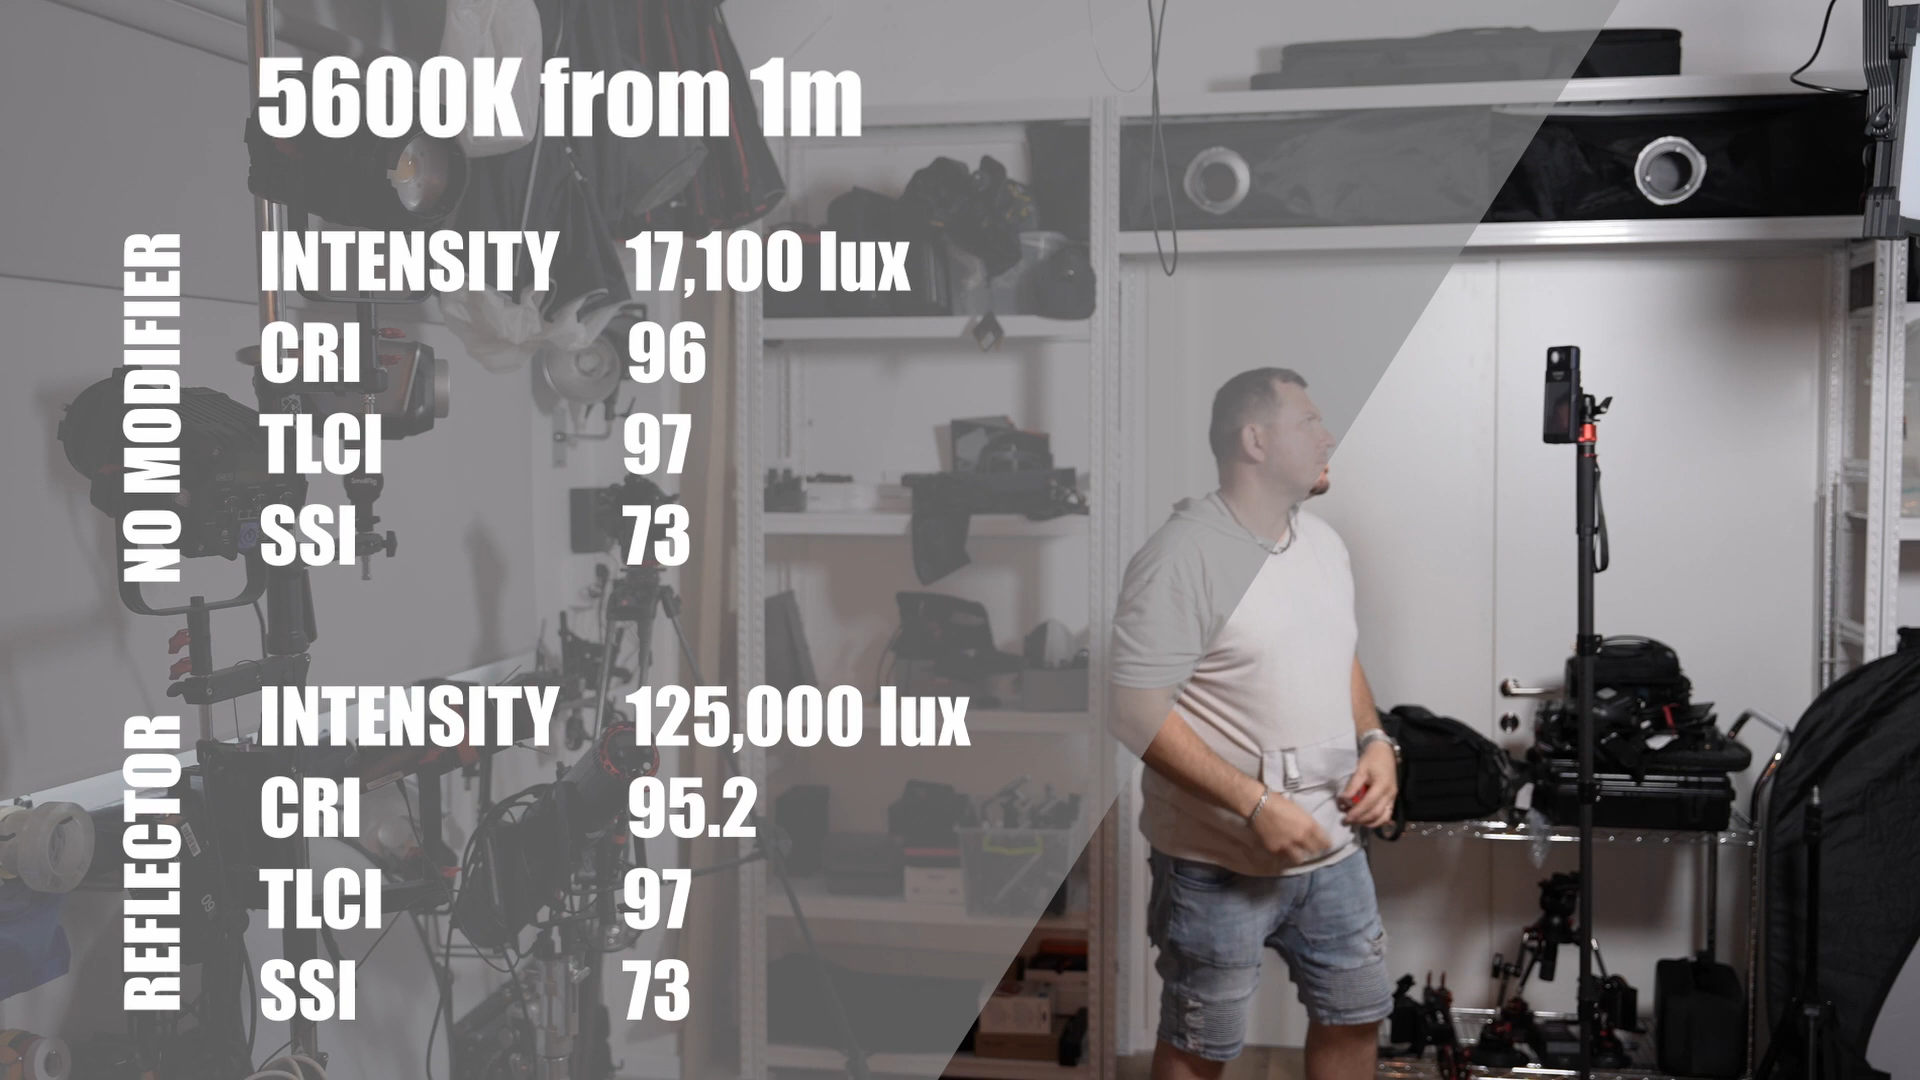 5600K from 1m
NO MODIFIER
INTENSITY 17,100 lux
CRI 96
TLCI 97
SSI 73
REFLECTOR
INTENSITY 125,000 lux
CRI 95.2
TLCI 97
SSI 73